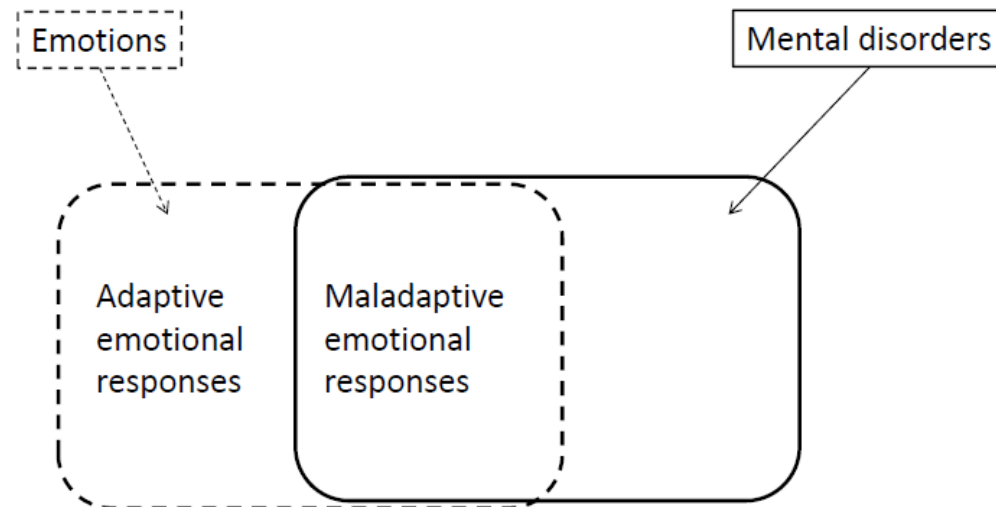 Emotions
Mental disorders
Adaptive
emotional
responses
Maladaptive
emotional
responses